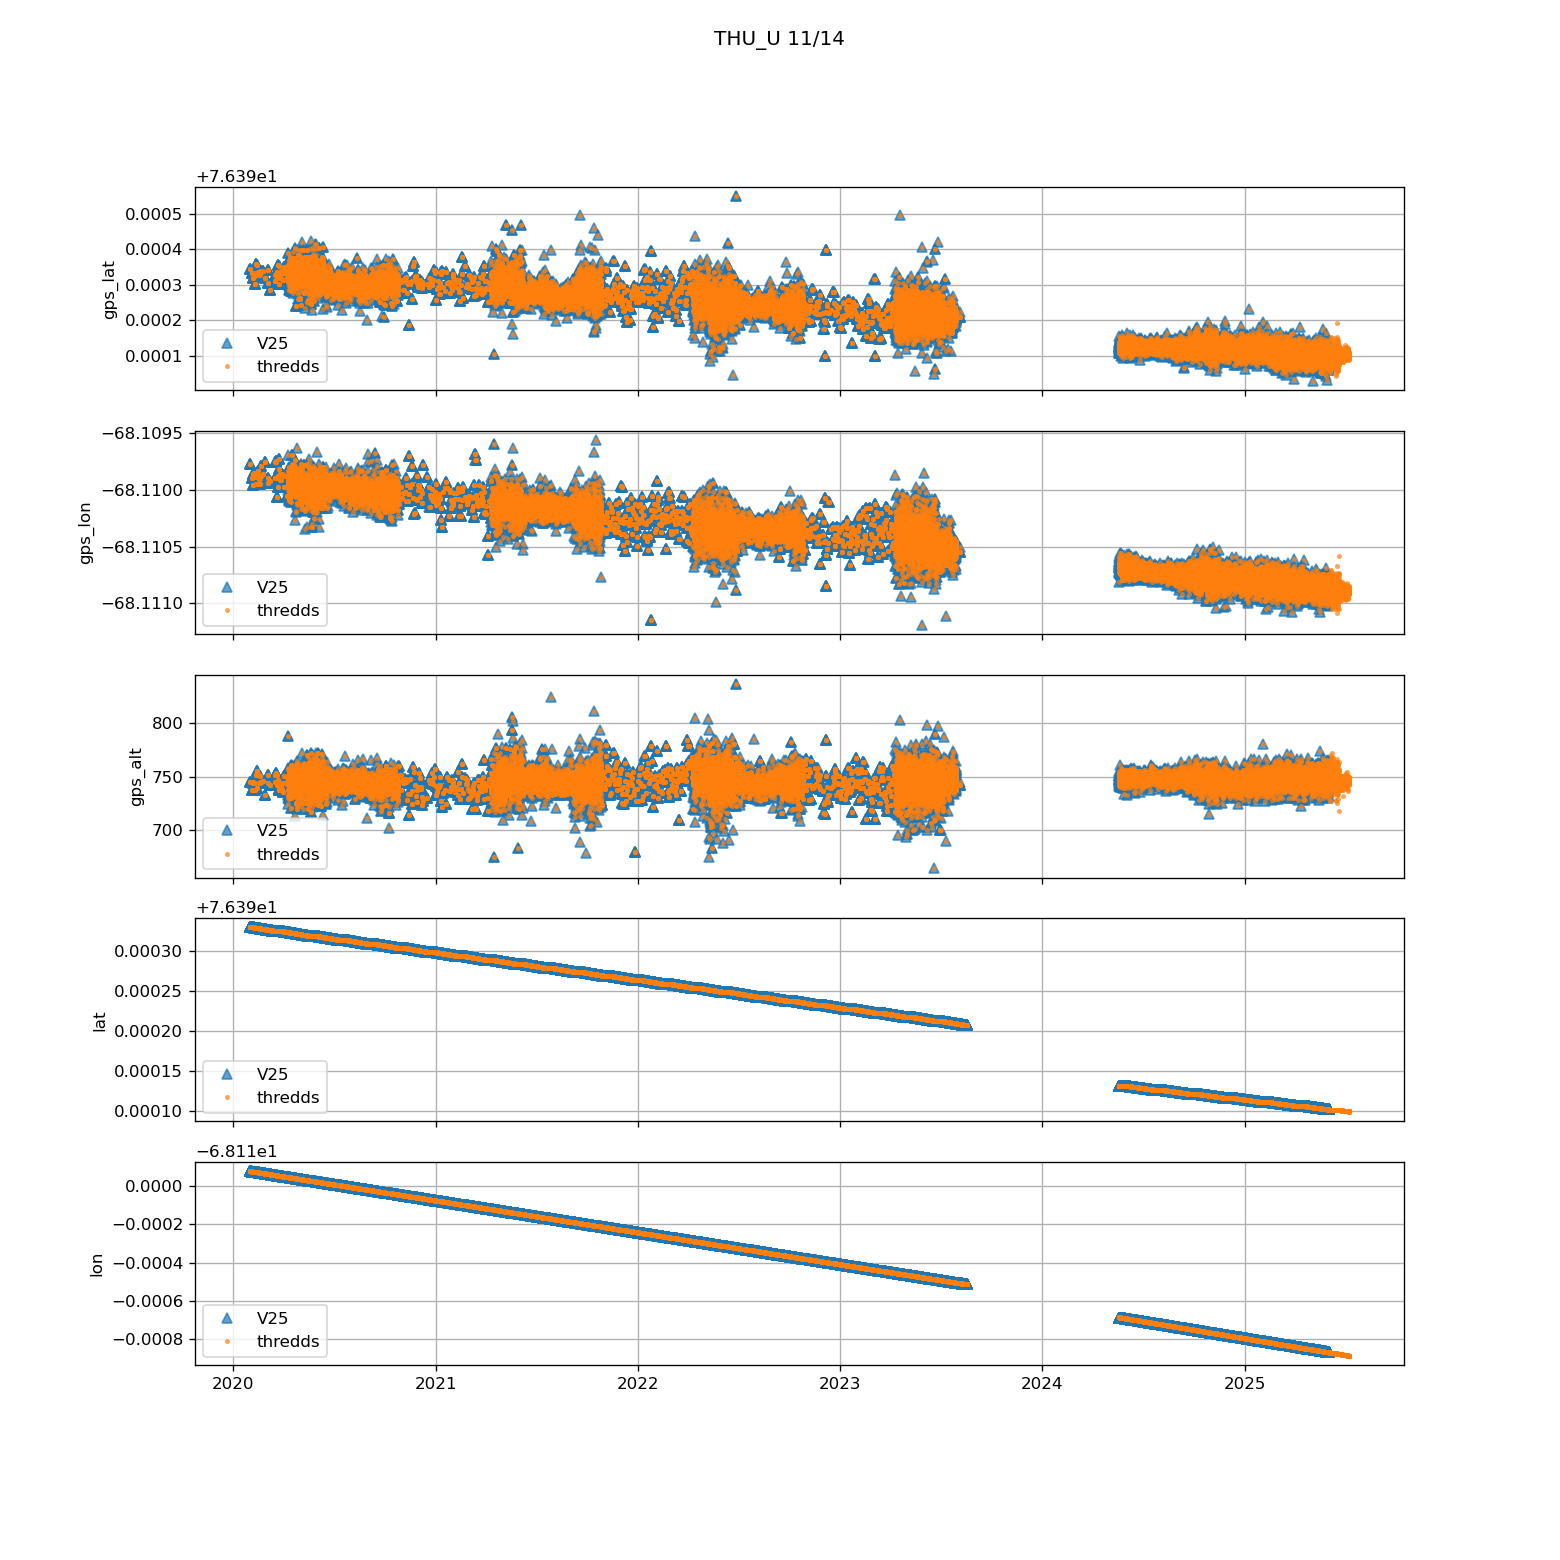 THU_U 11/14
+7.639e1
0.0005
0.0004
0.0003
0.0002
0.0001
gps_lat
V25
thredds
−68.1095
−68.1100
−68.1105
−68.1110
gps_lon
V25
thredds
800
750
700
gps_alt
V25
thredds
+7.639e1
0.00030
0.00025
0.00020
0.00015
0.00010
lat
V25
thredds
−6.811e1
0.0000
−0.0002
−0.0004
−0.0006
−0.0008
lon
V25
thredds
2020 2021 2022 2023 2024 2025